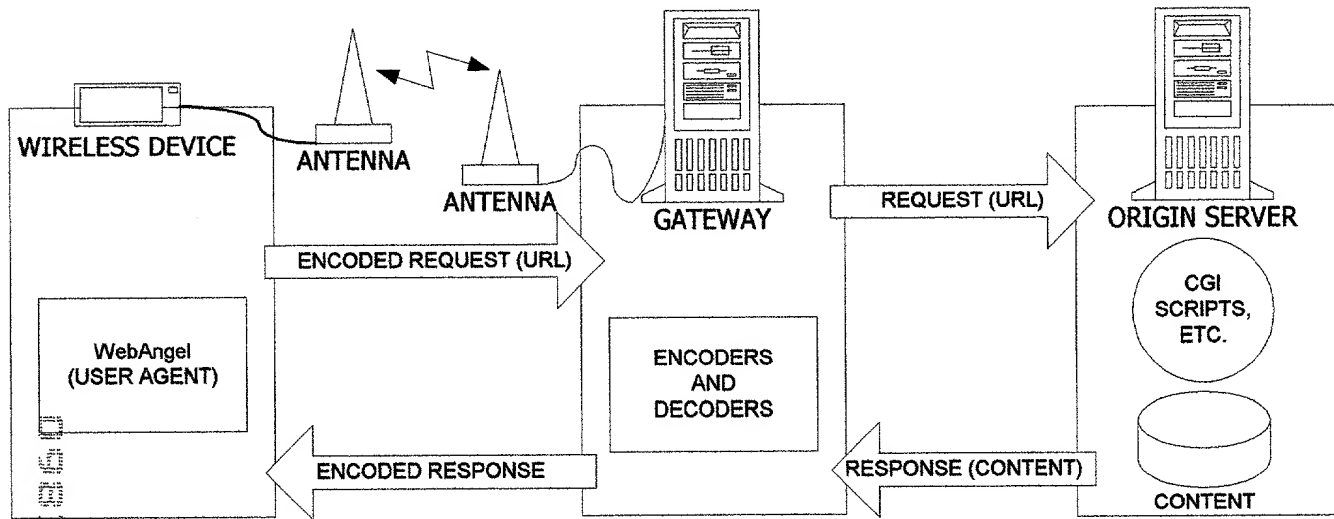 WIRELESS DEVICE
ANTENNA
ANTENNA
GATEWAY
ORIGIN SERVER
REQUEST (URL)
ENCODED REQUEST (URL)
WebAngel
(USER AGENT)
ENCODERS
AND
DECODERS
CGI
SCRIPTS,
ETC.
ENCODED RESPONSE
RESPONSE (CONTENT)
CONTENT